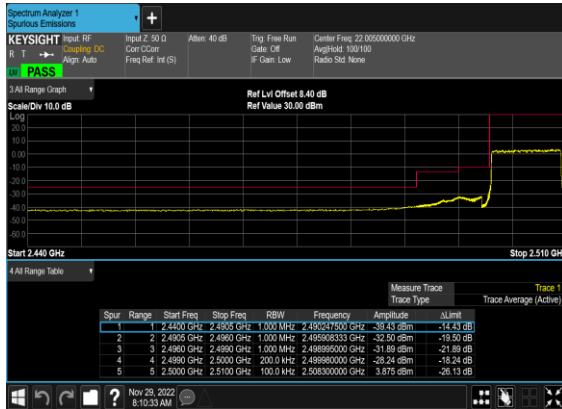 Spectrum Analyzer 1
Spurious Emissions
+
KEYSIGHT Input: RF Input Z: 50 Ω Atten: 40 dB Trig: Free Run Center Freq: 22.005000000 GHz
R T Coupling: DC Corr CCorr Gate: Off Avg|Hold: 100/100
Align: Auto Freq Ref: Int (S) IF Gain: Low Radio Std: None
PASS
3 All Range Graph
Ref Lvl Offset 8.40 dB
Scale/Div 10.0 dB Ref Value 30.00 dBm
Log
20.0
10.0
0.00
-10.0
-20.0
-30.0
-40.0
-50.0
-60.0
Start 2.440 GHz Stop 2.510 GH
4 All Range Table
Measure Trace Trace 1
Trace Type Trace Average (Active)
Spur Range Start Freq Stop Freq RBW Frequency Amplitude ΔLimit
1 1 2.4400 GHz 2.4905 GHz 1.000 MHz 2.490247500 GHz -39.43 dBm -14.43 dB
2 2 2.4905 GHz 2.4960 GHz 1.000 MHz 2.495908333 GHz -32.50 dBm -19.50 dB
3 3 2.4960 GHz 2.4990 GHz 1.000 MHz 2.498995000 GHz -31.89 dBm -21.89 dB
4 4 2.4990 GHz 2.5000 GHz 200.0 kHz 2.499980000 GHz -28.24 dBm -18.24 dB
5 5 2.5000 GHz 2.5100 GHz 100.0 kHz 2.508300000 GHz 3.875 dBm -26.13 dB
? Nov 29, 2022
8:10:33 AM